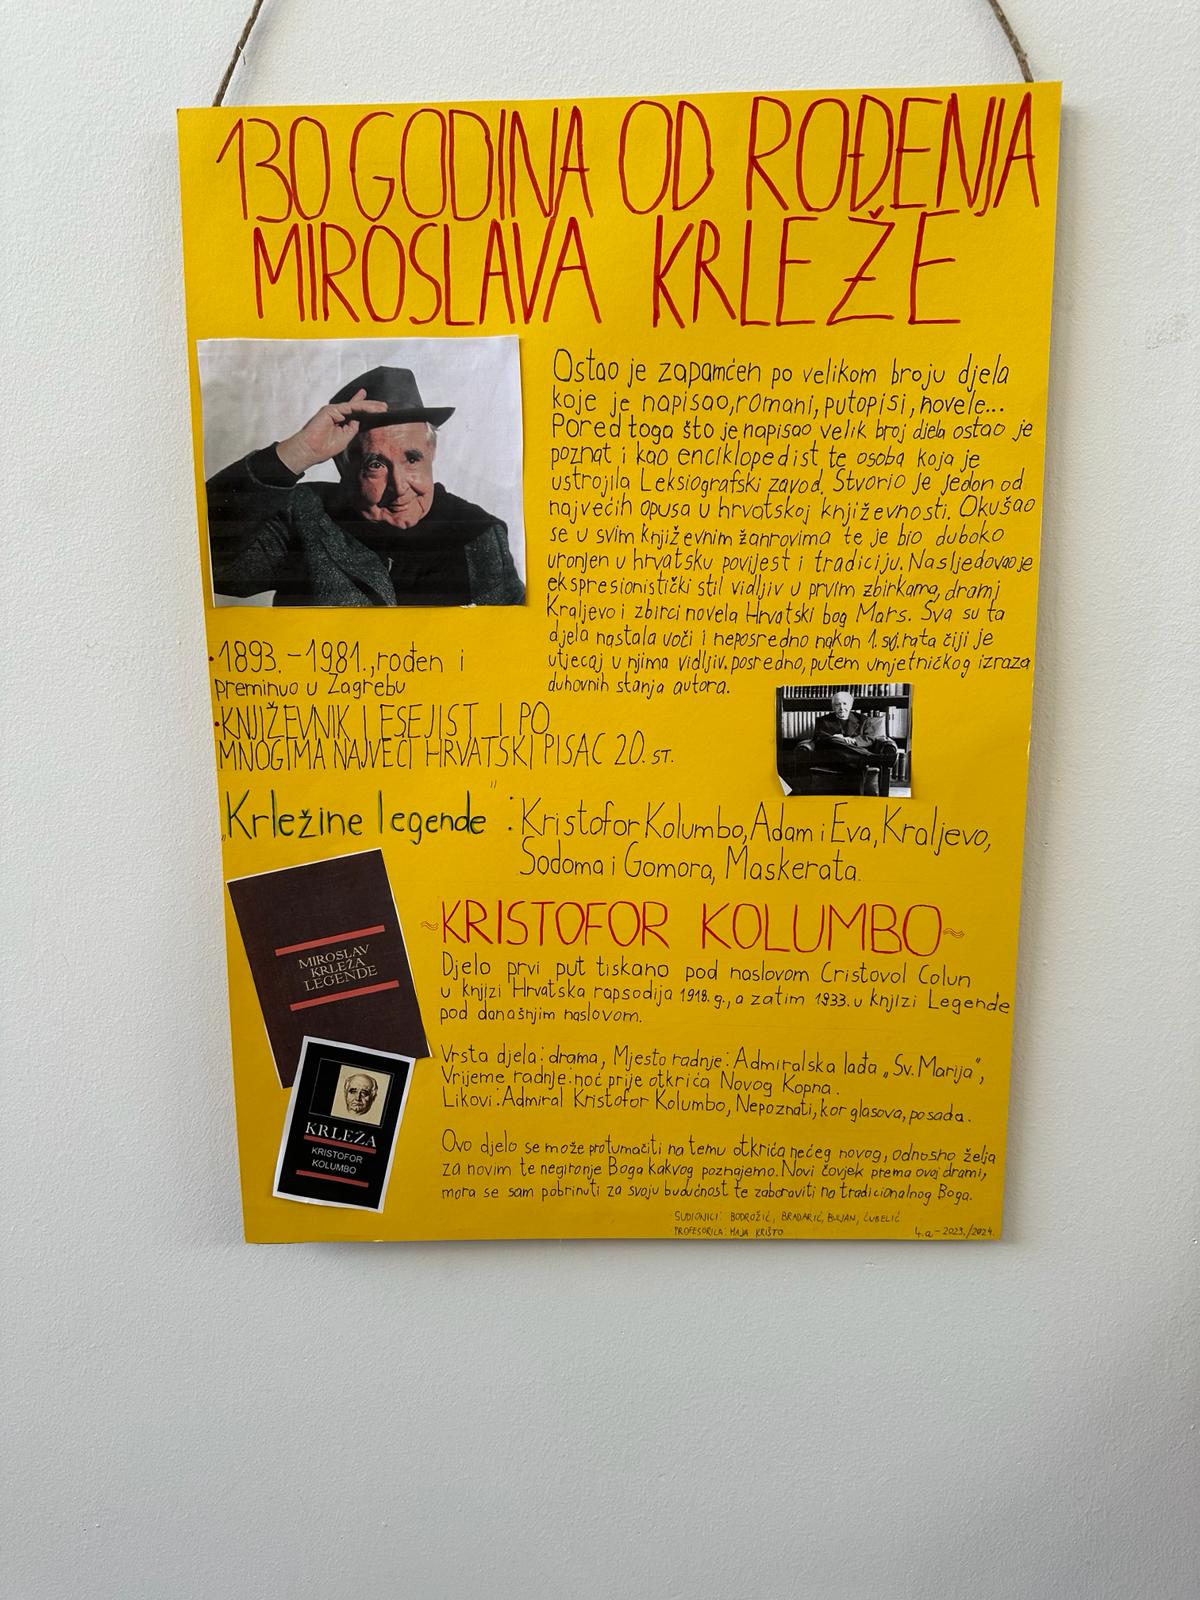 130 GODINA OD ROĐENJA
MIROSLAVA KRLEŽE
Ostao je zapamćen po velikom broju djela
koje je napisao, romani, putopisi, novele...
Pored toga što je napisao velik broj djela ostao je
poznat i kao enciklopedist te osoba koja je
ustrojila Leksiografski zavod. Stvorio je jedan od
najvećih opusa u hrvatskoj književnosti. Okušao
se u svim književnim žanrovima te je bio duboko
uronjen u hrvatsku povijest i tradiciju. Nasljedovao je
ekspresionistički stil vidljiv u prvim zbirkama, drami
Kraljevo i zbirci novela Hrvatski bog Mars. Sva su ta
djela nastala uoči i neposredno nakon 1. svj. rata čiji je
utjecaj u njima vidljiv. posredno, putem umjetničkog izraza
duhovnih stanja autora.
• 1893. - 1981., rođen i
preminuo u Zagrebu
• KNJIŽEVNIK I ESEJIST I PO
MNOGIMA NAJVEĆI HRVATSKI PISAC 20. ST.
„Krležine legende" : Kristofor Kolumbo, Adam i Eva, Kraljevo,
Sodoma i Gomora, Maskerata.
MIROSLAV
KRLEŽA
LEGENDE
~KRISTOFOR KOLUMBO~
Djelo prvi put tiskano pod naslovom Cristovol Colun
u knjizi Hrvatska rapsodija 1918. g., a zatim 1933. u knjizi Legende
pod današnjim naslovom.
Vrsta djela: drama, Mjesto radnje: Admiralska lađa „Sv. Marija",
Vrijeme radnje: noć prije otkrića Novog Kopna.
Likovi: Admiral Kristofor Kolumbo, Nepoznati, kor glasova, posada.
KRLEŽA
KRISTOFOR
KOLUMBO
Ovo djelo se može protumačiti na temu otkrića nečeg novog, odnosno želja
za novim te negiranje Boga kakvog poznajemo. Novi čovjek prema ovoj drami,
mora se sam pobrinuti za svoju budućnost te zaboraviti na tradicionalnog Boga.
SUDIONICI: BODROŽIĆ, BRADARIĆ, BULJAN, ĆUBELIĆ
PROFESORICA: MAJA KRIŠTO
4.a - 2023./2024.